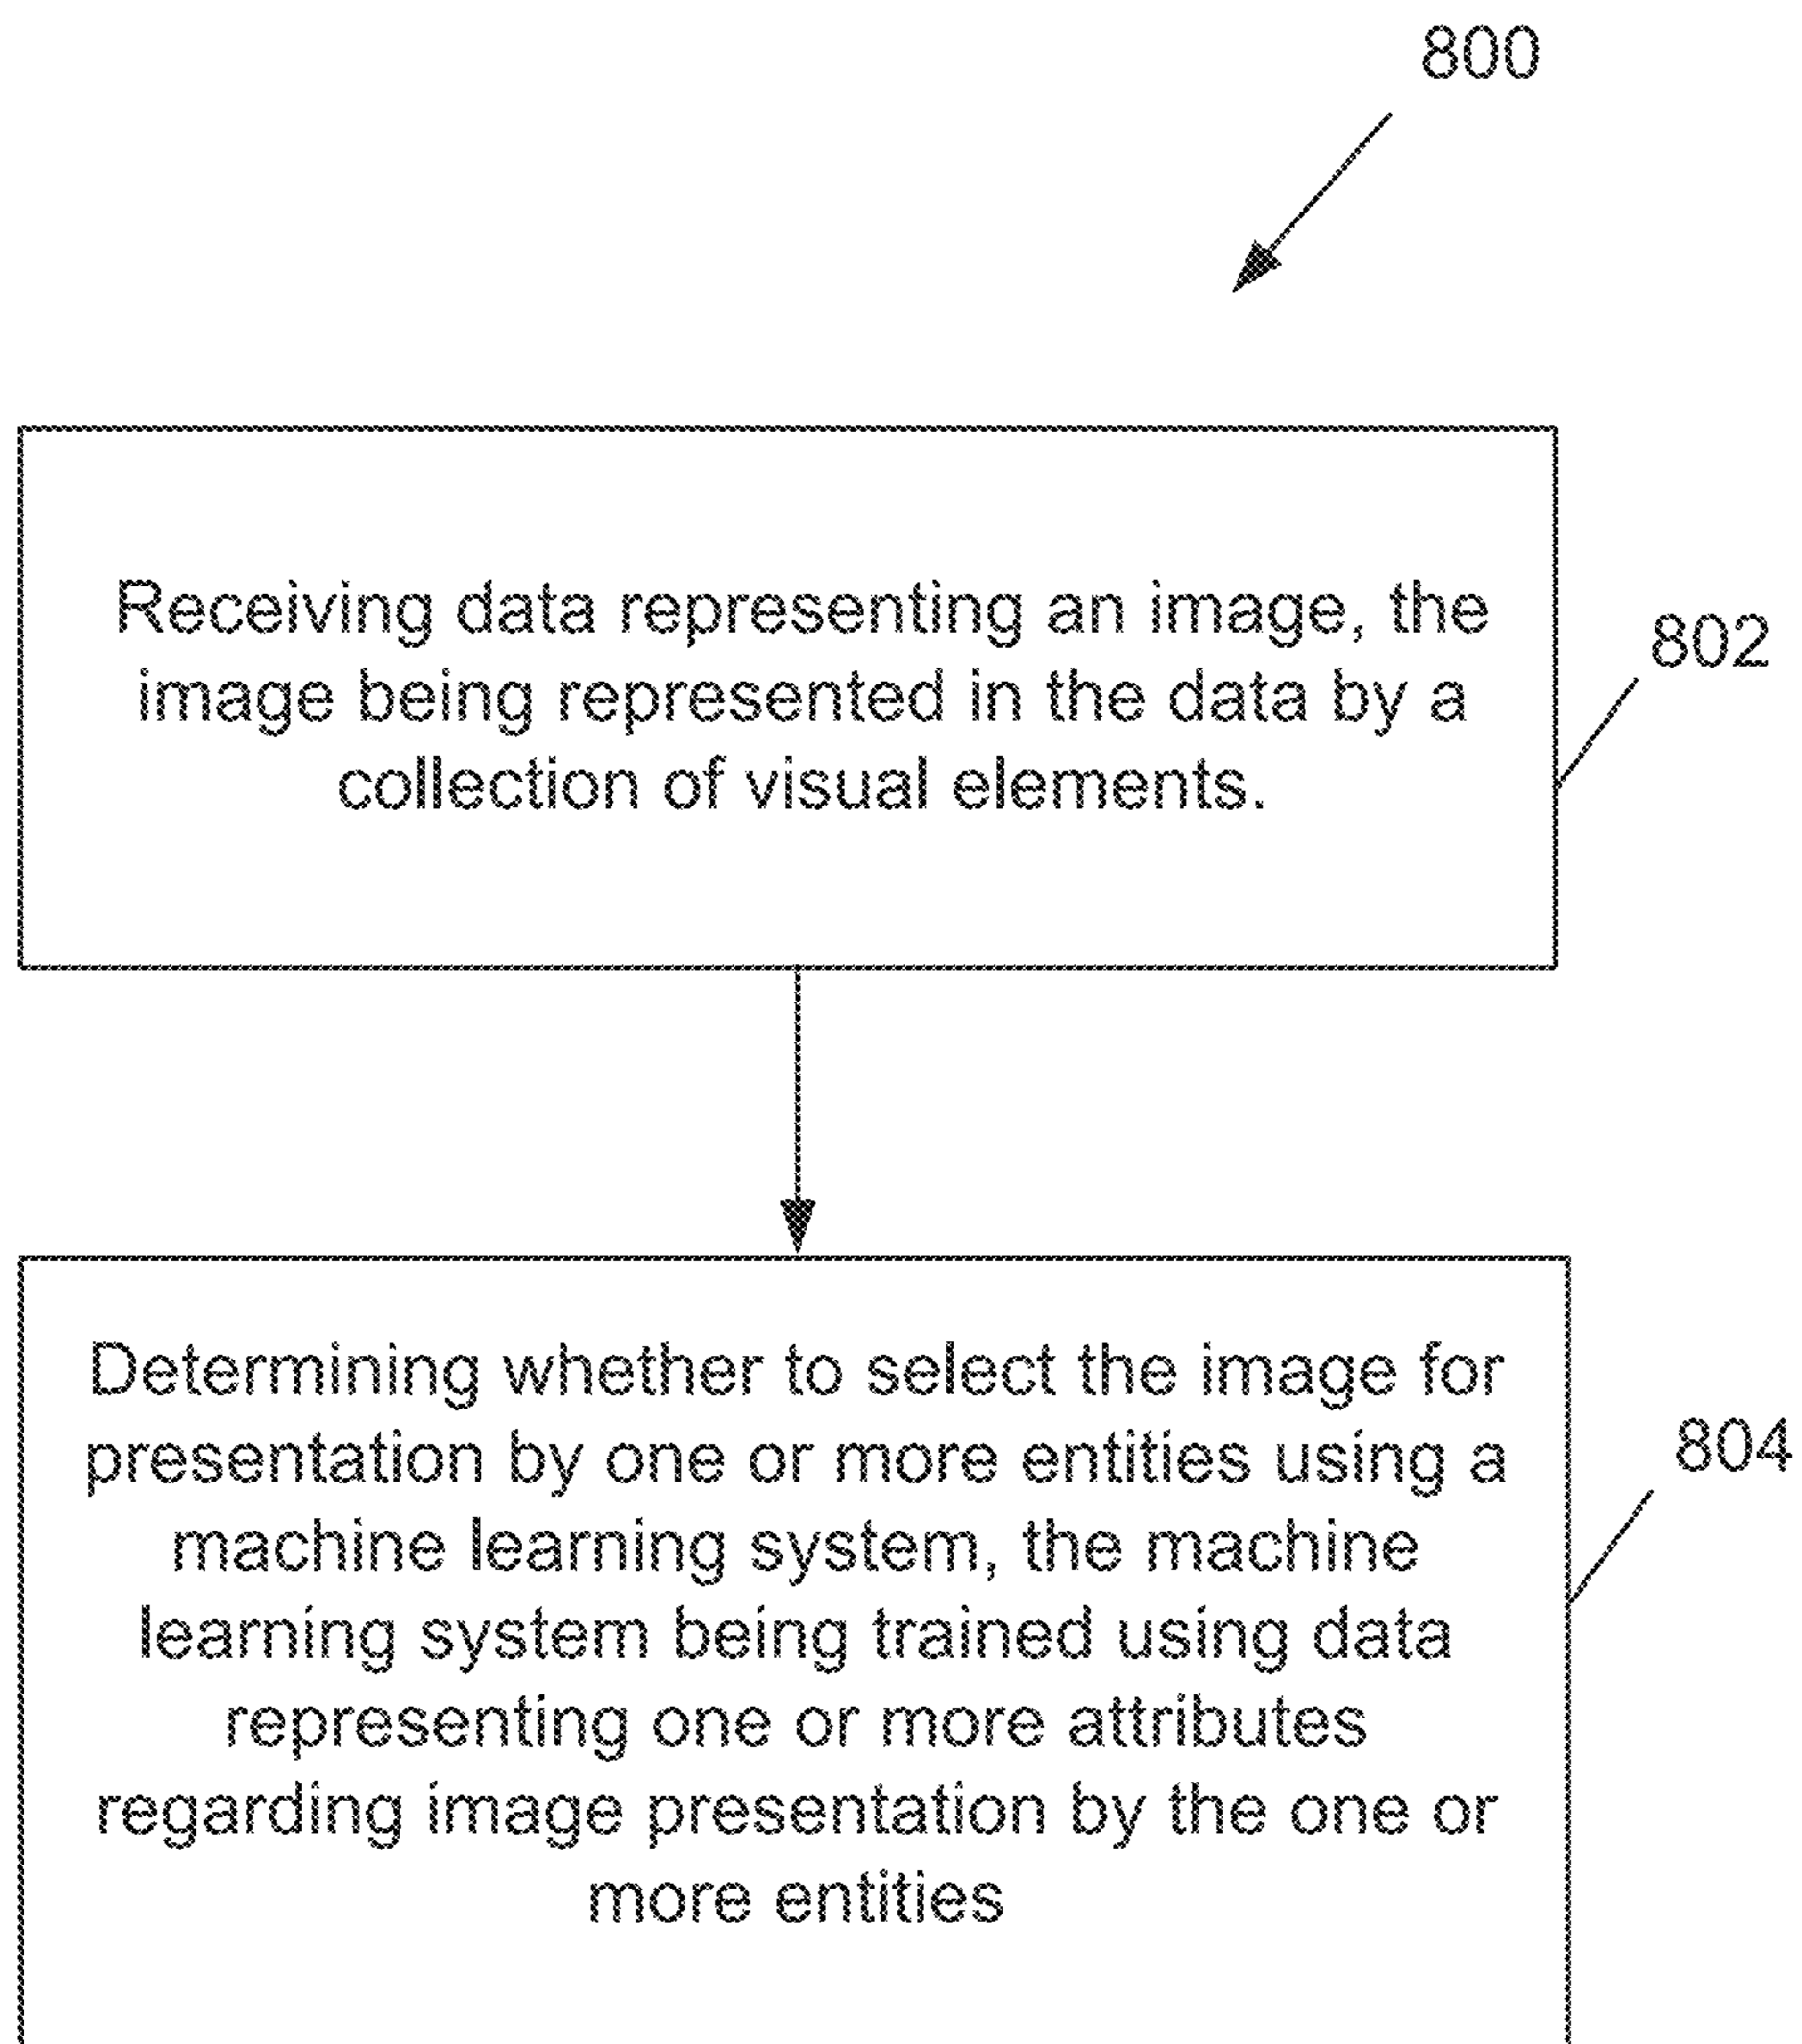 800
Receiving data representing an image, the
image being represented in the data by a
collection of visual elements.
802
Determining whether to select the image for
presentation by one or more entities using a
machine learning system, the machine
learning system being trained using data
representing one or more attributes
regarding image presentation by the one or
more entities
804